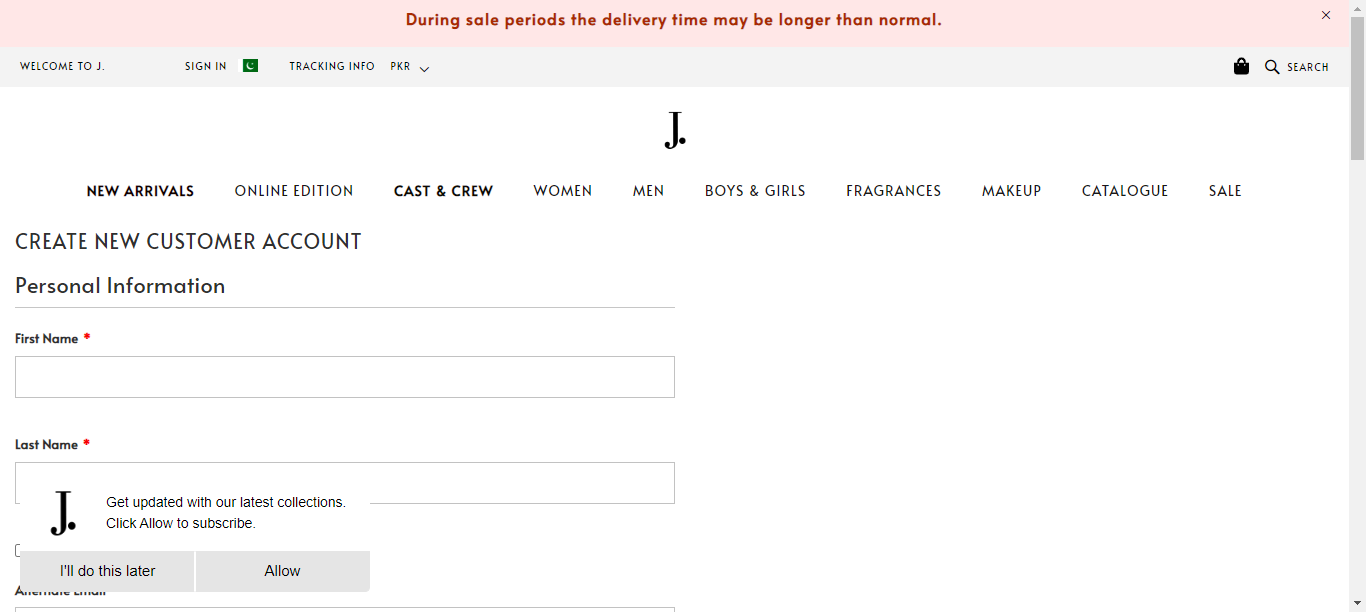 During sale periods the delivery time may be longer than normal.
WELCOME TO J. SIGN IN TRACKING INFO PKR SEARCH
J.
NEW ARRIVALS ONLINE EDITION CAST & CREW WOMEN MEN BOYS & GIRLS FRAGRANCES MAKEUP CATALOGUE SALE
CREATE NEW CUSTOMER ACCOUNT
Personal Information
First Name *
Last Name *
J.
Get updated with our latest collections.
Click Allow to subscribe.
I'll do this later Allow
Alternate Email